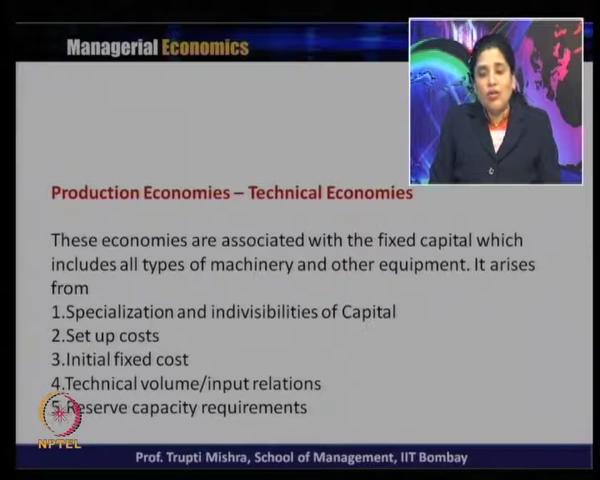 Managerial Economics
Production Economies – Technical Economies
These economies are associated with the fixed capital which
includes all types of machinery and other equipment. It arises
from
1.Specialization and indivisibilities of Capital
2.Set up costs
3.Initial fixed cost
4.Technical volume/input relations
5.Reserve capacity requirements
NPTEL
Prof. Trupti Mishra, School of Management, IIT Bombay